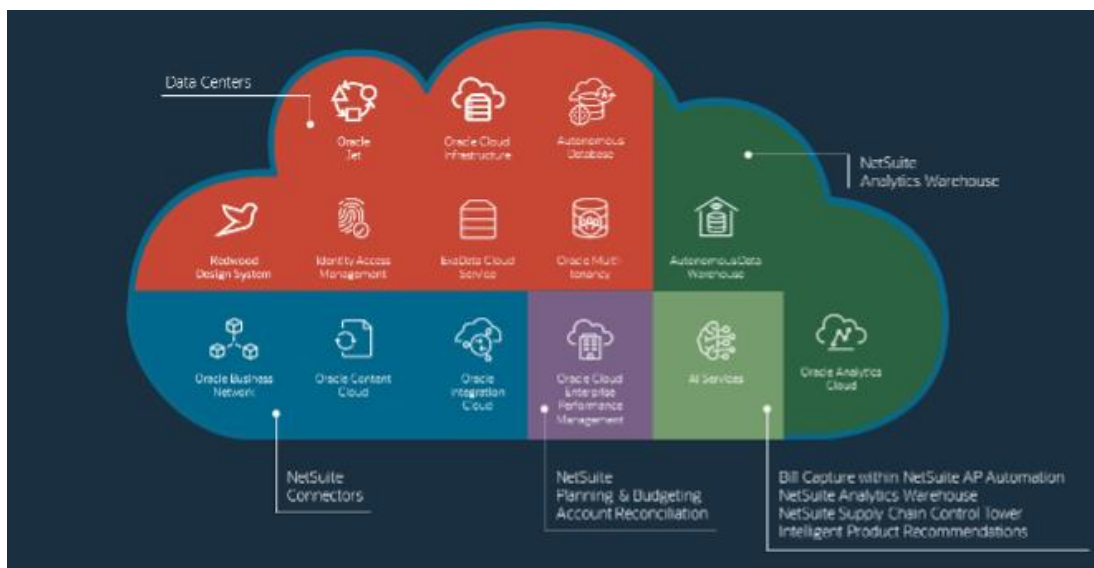 Data Centers
Oracle
Jet
Oracle Cloud
Infrastructure
Autonomous
Database
NetSuite
Analytics Warehouse
Redwood
Design System
Identity Access
Management
ExaData Cloud
Service
Oracle Multi-
tenancy
Autonomous Data
Warehouse
Oracle Business
Network
Oracle Content
Cloud
Oracle
Integration
Cloud
Oracle Cloud
Enterprise
Performance
Management
AI Services
Oracle Analytics
Cloud
NetSuite
Connectors
NetSuite
Planning & Budgeting
Account Reconciliation
Bill Capture within NetSuite AP Automation
NetSuite Analytics Warehouse
NetSuite Supply Chain Control Tower
Intelligent Product Recommendations